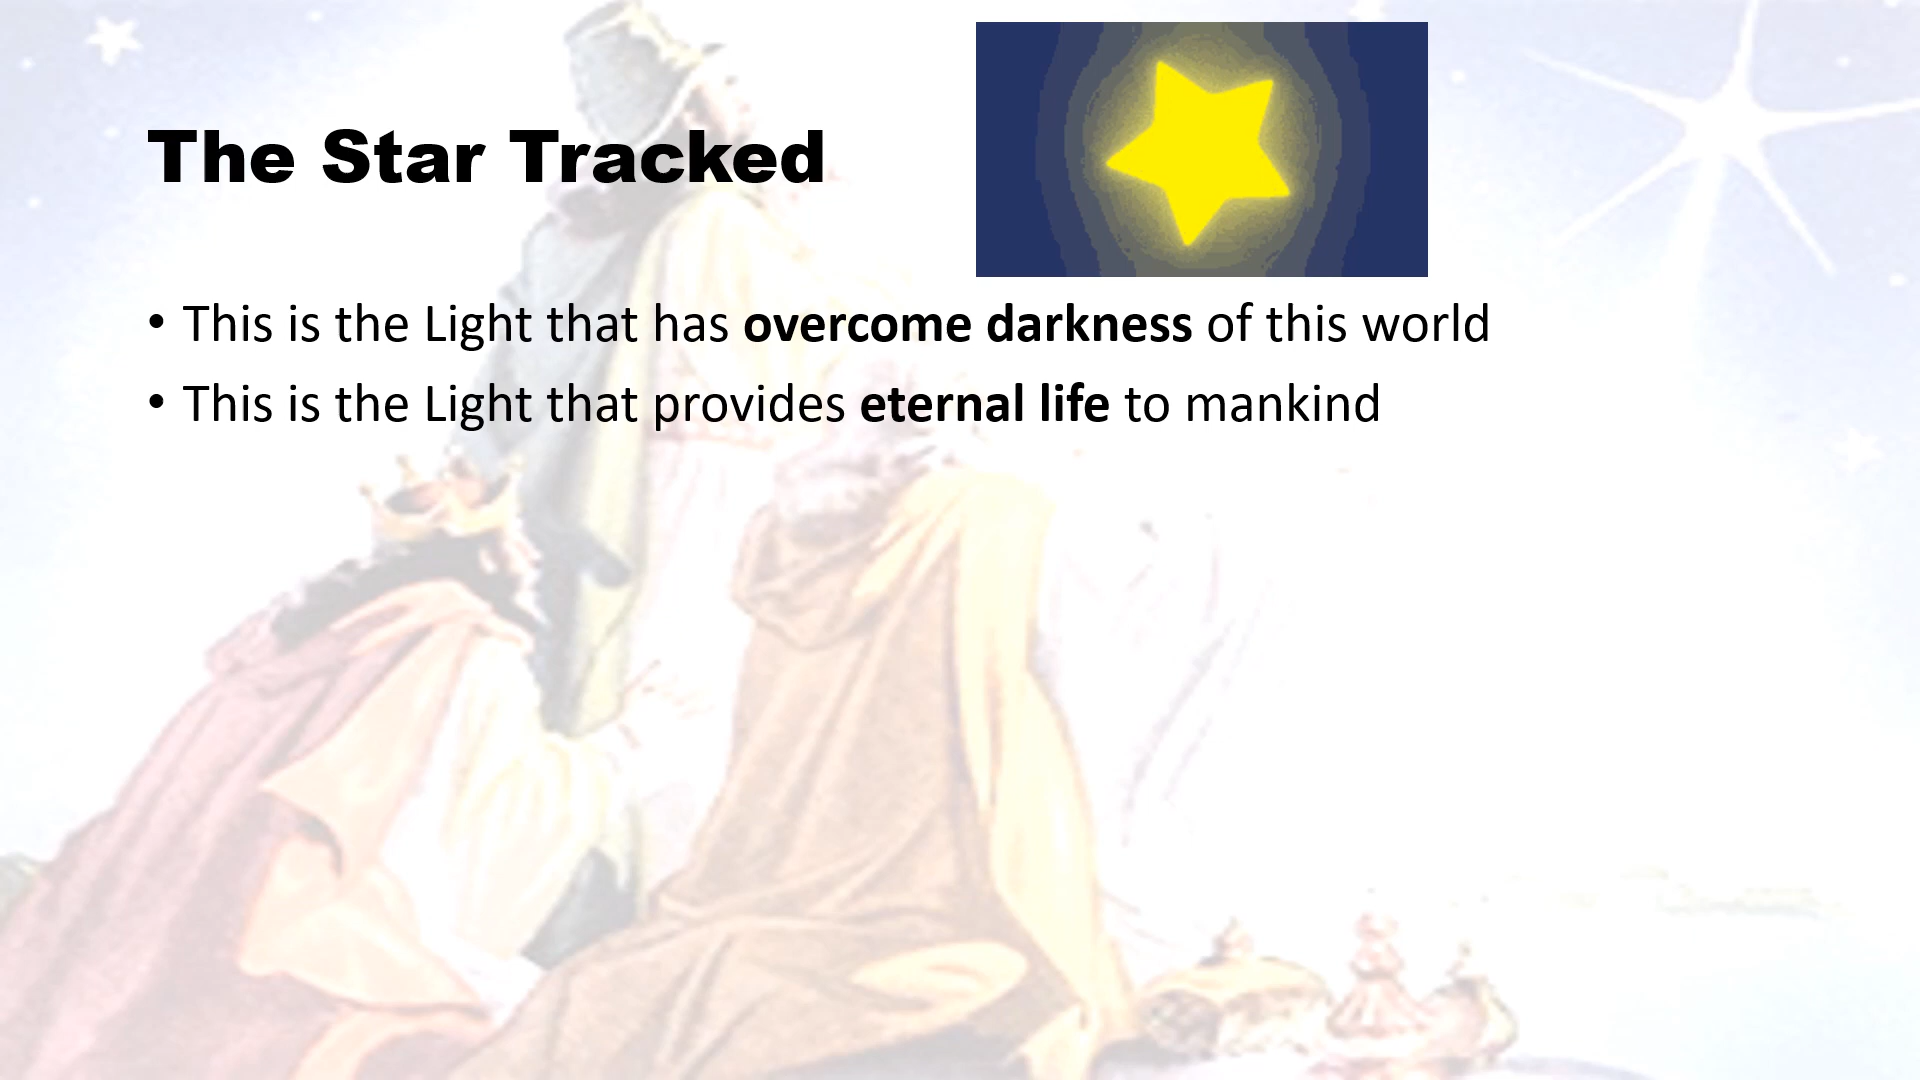 The Star Tracked
• This is the Light that has overcome darkness of this world
• This is the Light that provides eternal life to mankind